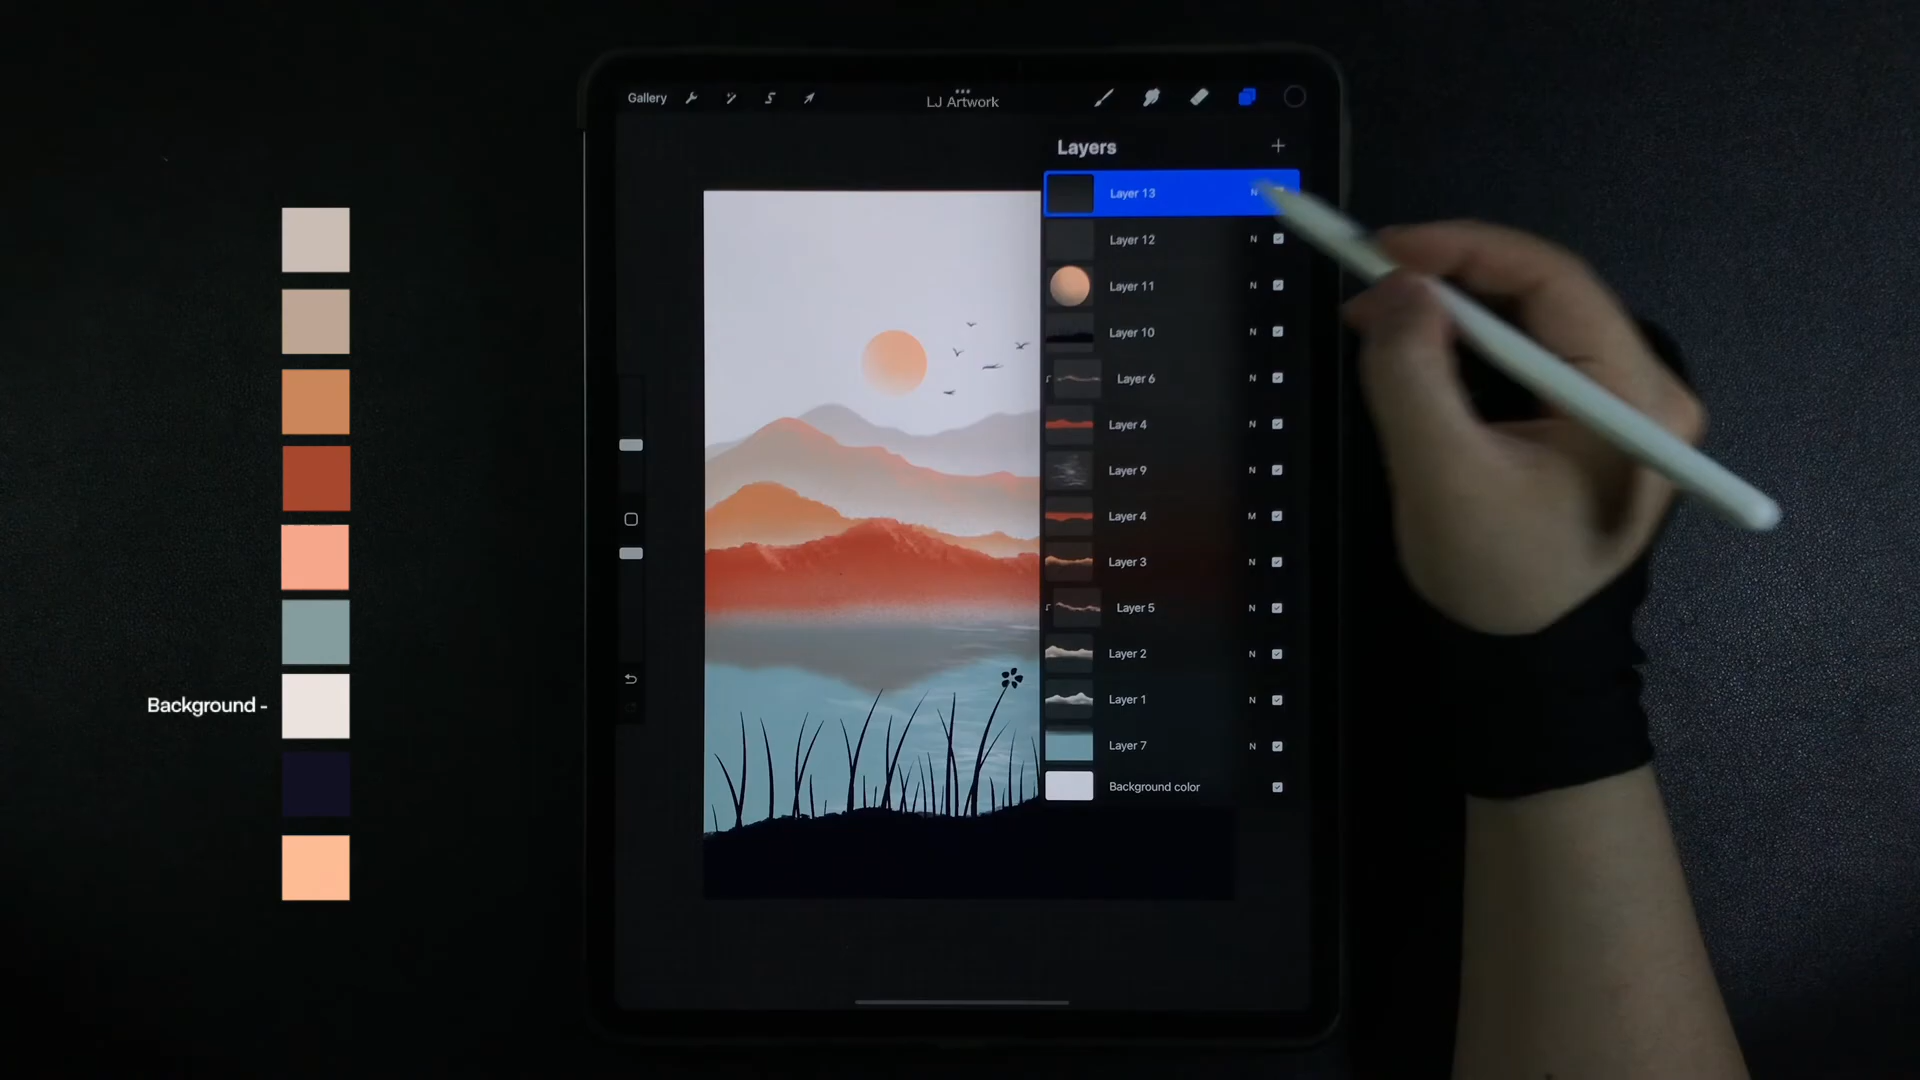 Gallery
LJ Artwork
Layers
Layer 13 N
Layer 12 N
Layer 11 N
Layer 10 N
Layer 6 N
Layer 4 N
Layer 9 N
Layer 4 M
Layer 3 N
Layer 5 N
Layer 2 N
Layer 1 N
Background -
Layer 7 N
Background color